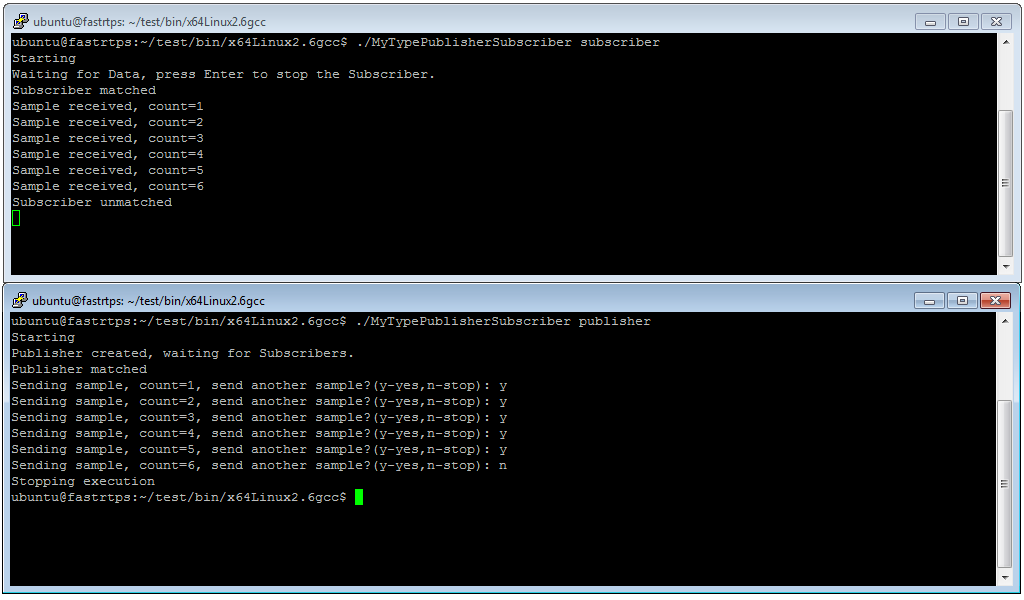 ubuntu@fastrtps: ~/test/bin/x64Linux2.6gcc
ubuntu@fastrtps:~/test/bin/x64Linux2.6gcc$ ./MyTypePublisherSubscriber subscriber
Starting
Waiting for Data, press Enter to stop the Subscriber.
Subscriber matched
Sample received, count=1
Sample received, count=2
Sample received, count=3
Sample received, count=4
Sample received, count=5
Sample received, count=6
Subscriber unmatched
ubuntu@fastrtps: ~/test/bin/x64Linux2.6gcc
ubuntu@fastrtps:~/test/bin/x64Linux2.6gcc$ ./MyTypePublisherSubscriber publisher
Starting
Publisher created, waiting for Subscribers.
Publisher matched
Sending sample, count=1, send another sample?(y-yes,n-stop): y
Sending sample, count=2, send another sample?(y-yes,n-stop): y
Sending sample, count=3, send another sample?(y-yes,n-stop): y
Sending sample, count=4, send another sample?(y-yes,n-stop): y
Sending sample, count=5, send another sample?(y-yes,n-stop): y
Sending sample, count=6, send another sample?(y-yes,n-stop): n
Stopping execution
ubuntu@fastrtps:~/test/bin/x64Linux2.6gcc$